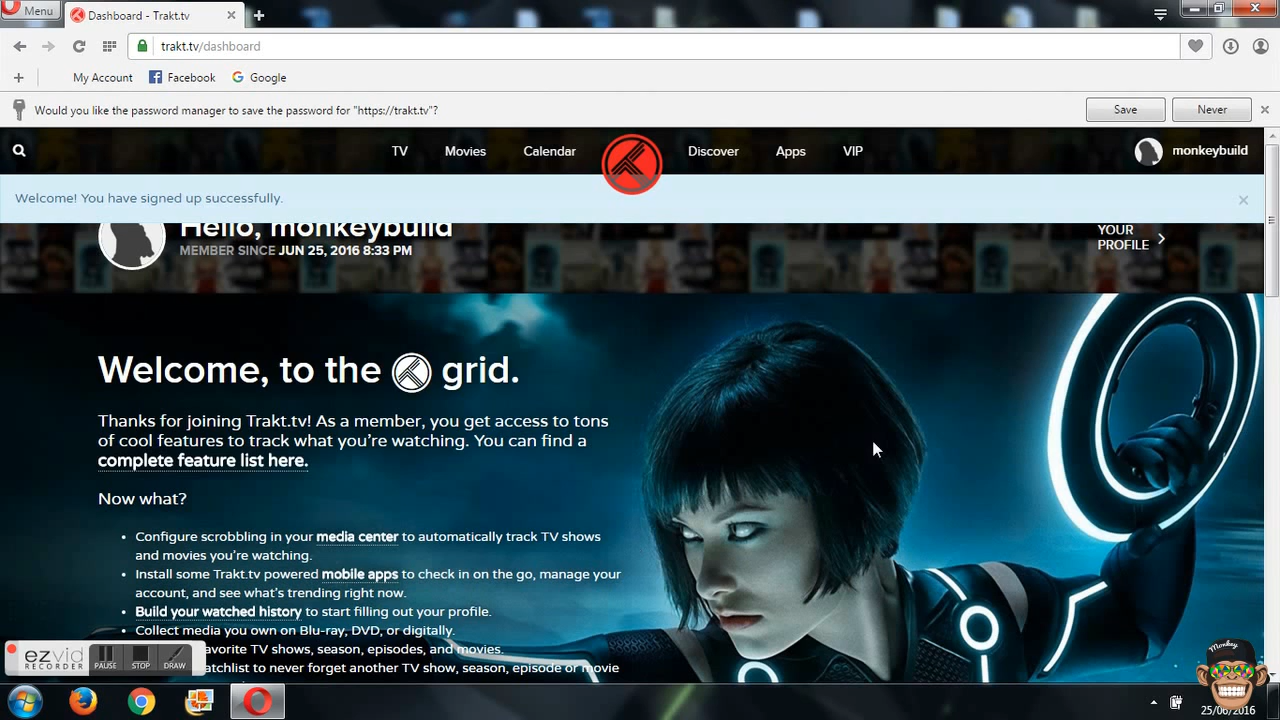 Menu
Dashboard - Trakt.tv
trakt.tv/dashboard
My Account Facebook Google
Would you like the password manager to save the password for "https://trakt.tv"?
Save Never
TV Movies Calendar Discover Apps VIP monkeybuild
Welcome! You have signed up successfully.
Hello, monkeybuild
MEMBER SINCE JUN 25, 2016 8:33 PM
YOUR
PROFILE
Welcome, to the grid.
Thanks for joining Trakt.tv! As a member, you get access to tons
of cool features to track what you're watching. You can find a
complete feature list here.
Now what?
• Configure scrobbling in your media center to automatically track TV shows
and movies you're watching.
• Install some Trakt.tv powered mobile apps to check in on the go, manage your
account, and see what's trending right now.
• Build your watched history to start filling out your profile.
• Collect media you own on Blu-ray, DVD, or digitally.
avorite TV shows, season, episodes, and movies.
atchlist to never forget another TV show, season, episode or movie
ezvid
RECORDER
PAUSE STOP DRAW
Monkey
25/06/2016